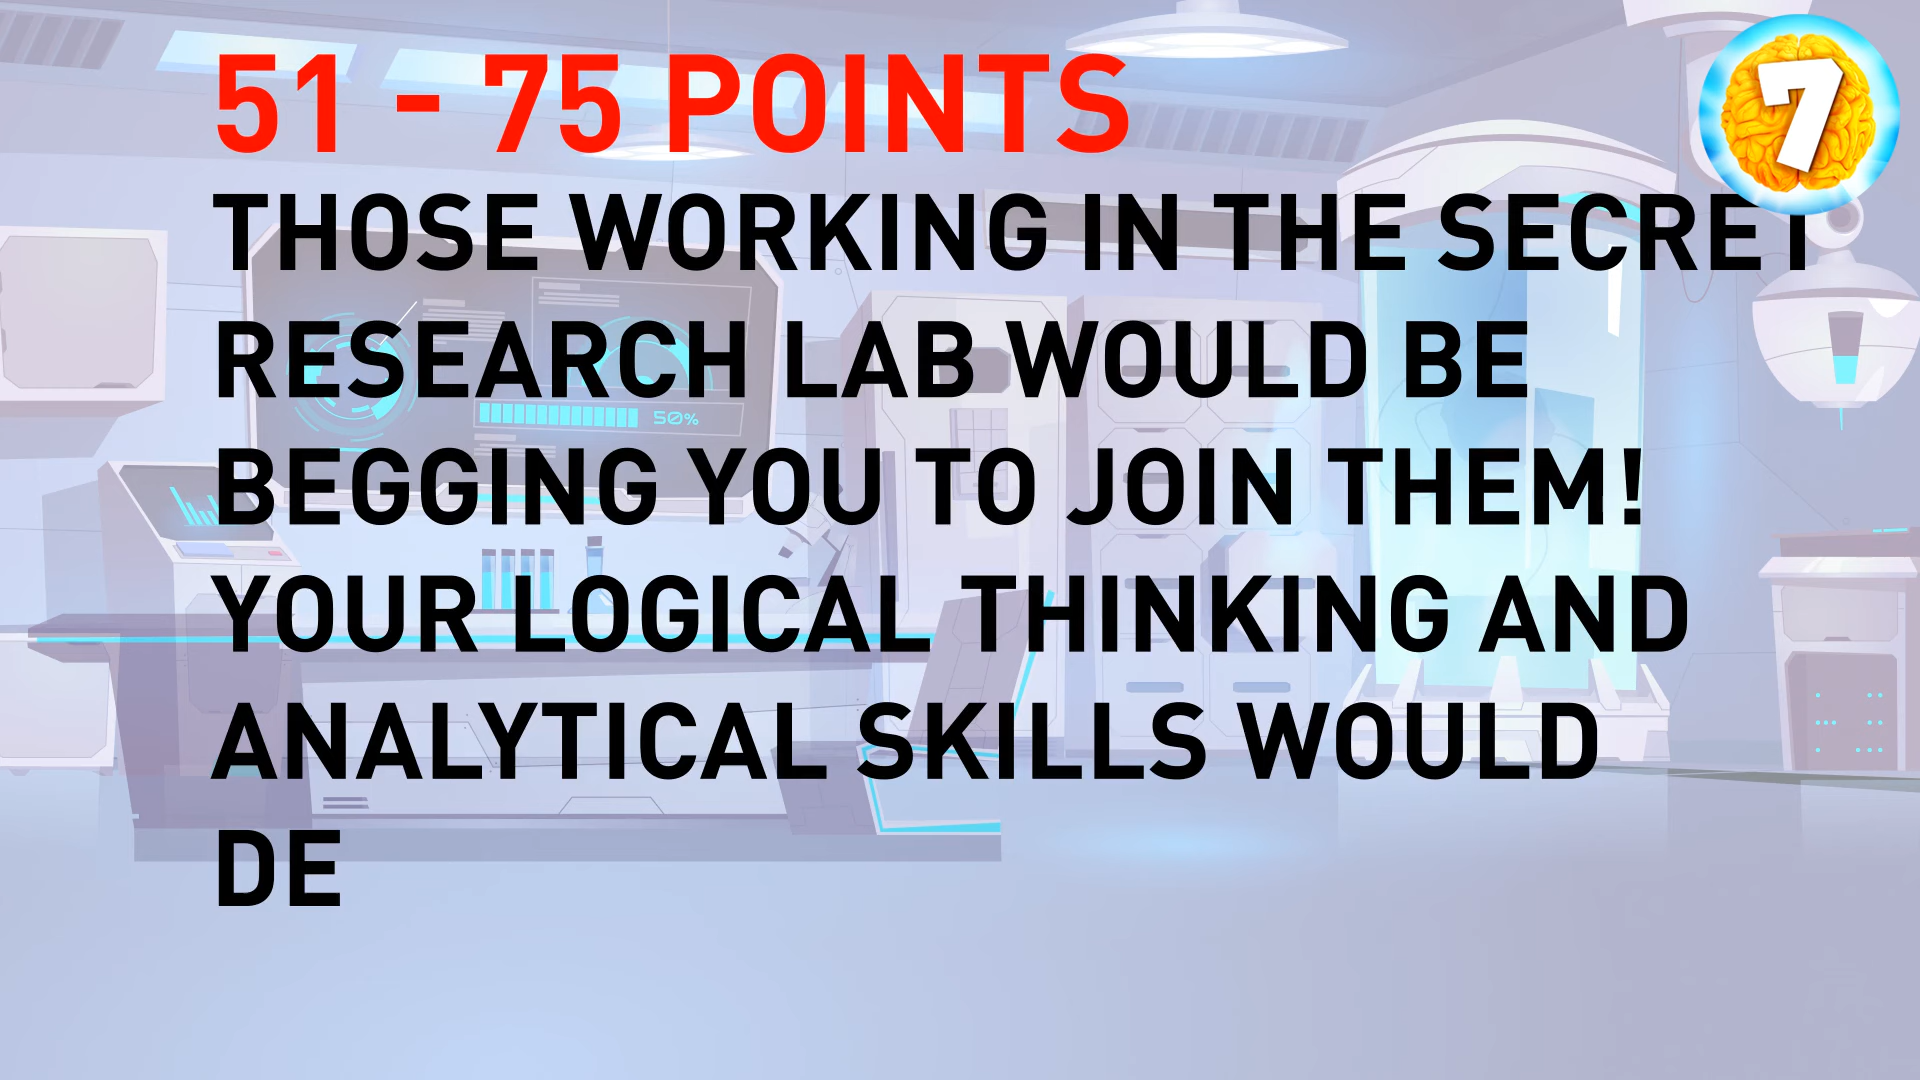 51 - 75 POINTS
7
THOSE WORKING IN THE SECRET
RESEARCH LAB WOULD BE
BEGGING YOU TO JOIN THEM!
50%
YOUR LOGICAL THINKING AND
ANALYTICAL SKILLS WOULD
DE